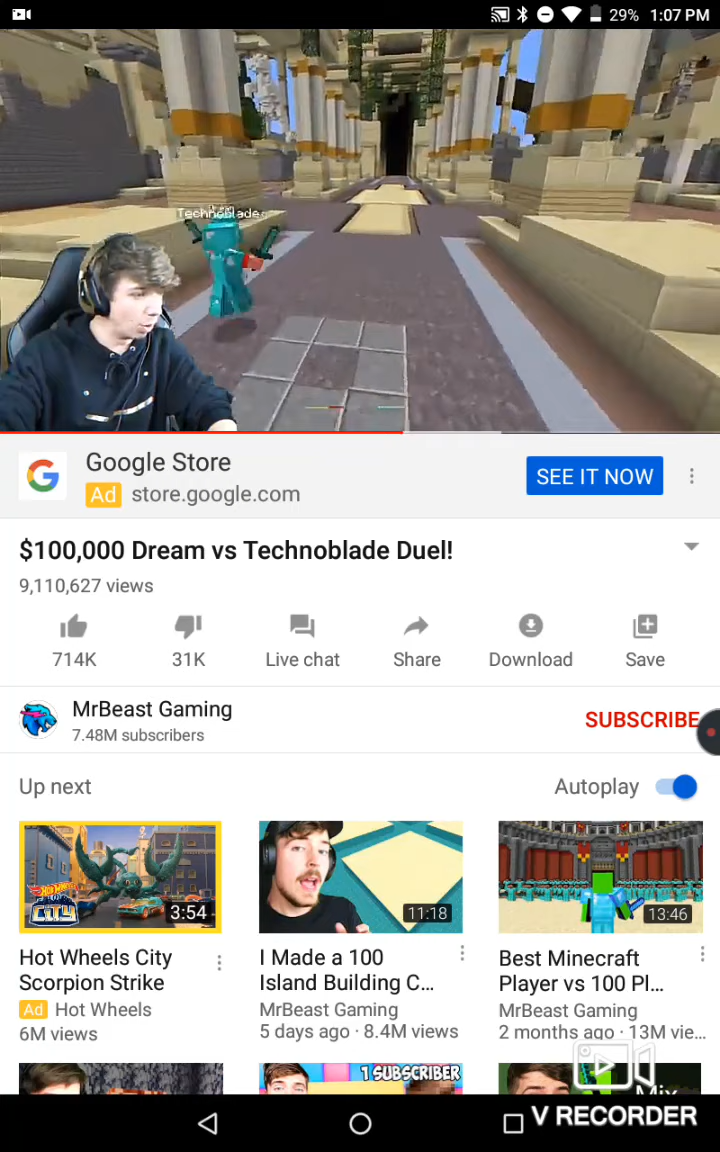 29% 1:07 PM
Technoblade
Google Store
SEE IT NOW
Ad store.google.com
$100,000 Dream vs Technoblade Duel!
9,110,627 views
714K 31K Live chat Share Download Save
MrBeast Gaming
7.48M subscribers
SUBSCRIBE
Up next Autoplay
HOT WHEELS
CITY
3:54
11:18
13:46
Hot Wheels City
Scorpion Strike
Ad Hot Wheels
6M views
I Made a 100
Island Building C...
MrBeast Gaming
5 days ago · 8.4M views
Best Minecraft
Player vs 100 Pl...
MrBeast Gaming
2 months ago · 13M vie...
1 SUBSCRIBER
Mix
V RECORDER